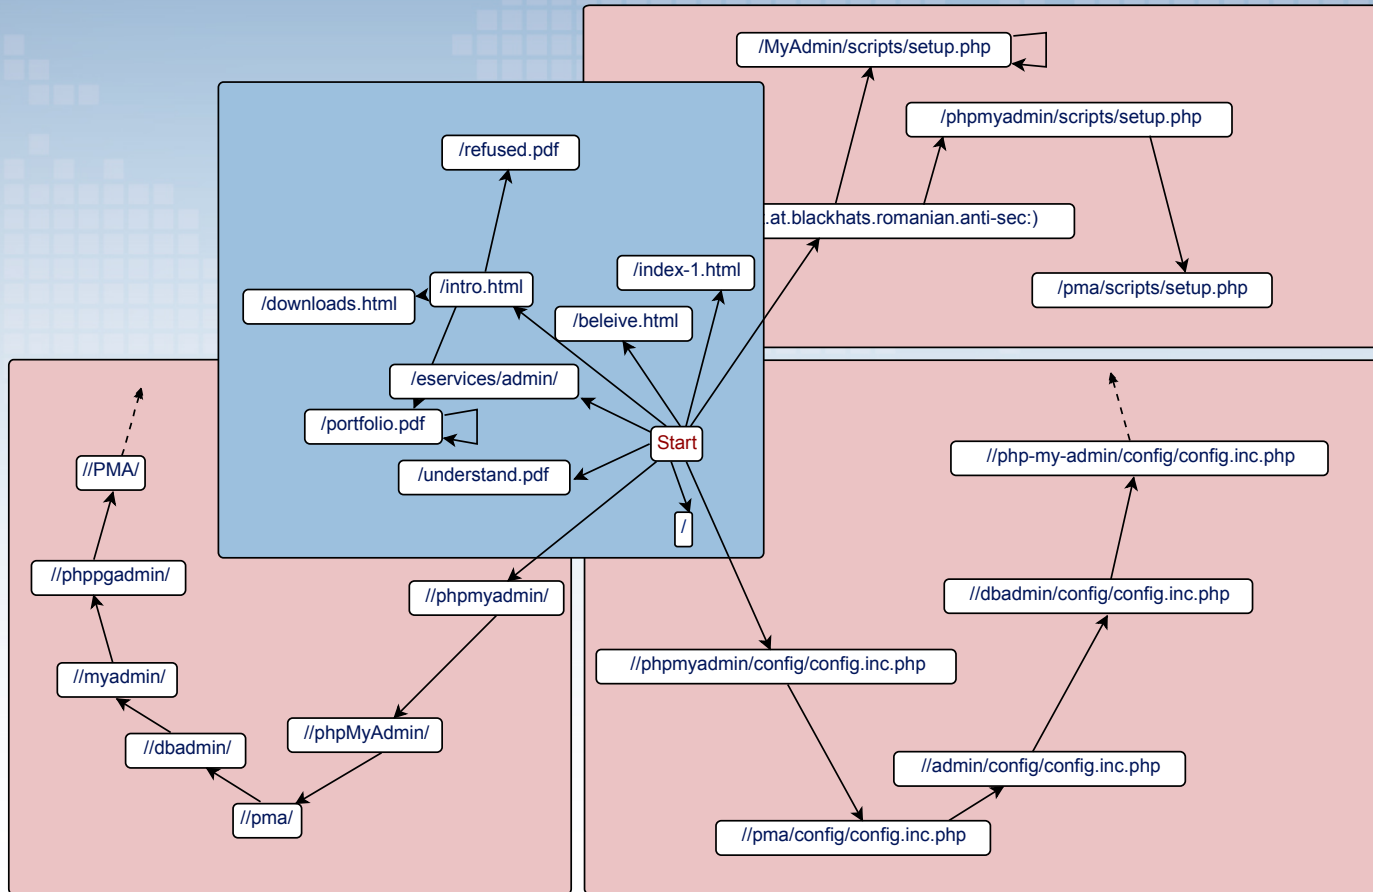 /MyAdmin/scripts/setup.php
/phpmyadmin/scripts/setup.php
/refused.pdf
.at.blackhats.romanian.anti-sec:)
/index-1.html
/intro.html
/pma/scripts/setup.php
/downloads.html
/beleive.html
/eservices/admin/
/portfolio.pdf
Start
/understand.pdf
/
//PMA/
//php-my-admin/config/config.inc.php
//phppgadmin/
//phpmyadmin/
//dbadmin/config/config.inc.php
//phpmyadmin/config/config.inc.php
//myadmin/
//phpMyAdmin/
//dbadmin/
//admin/config/config.inc.php
//pma/
//pma/config/config.inc.php